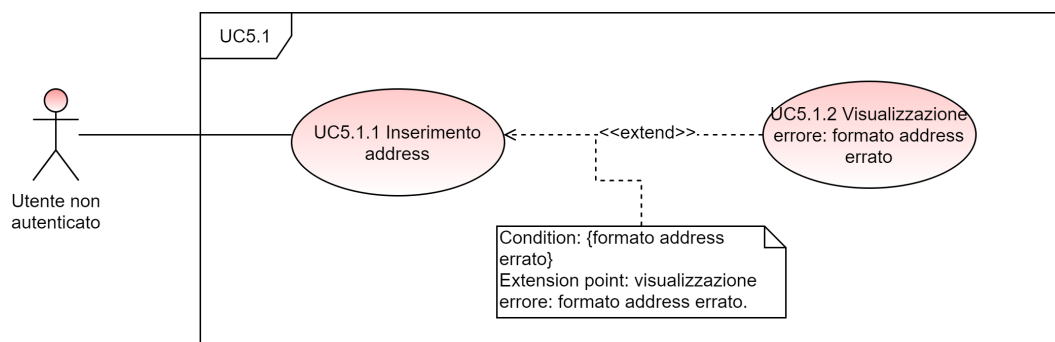 UC5.1
Utente non
autenticato
UC5.1.1 Inserimento
address
<<extend>>
UC5.1.2 Visualizzazione
errore: formato address
errato
Condition: {formato address
errato}
Extension point: visualizzazione
errore: formato address errato.